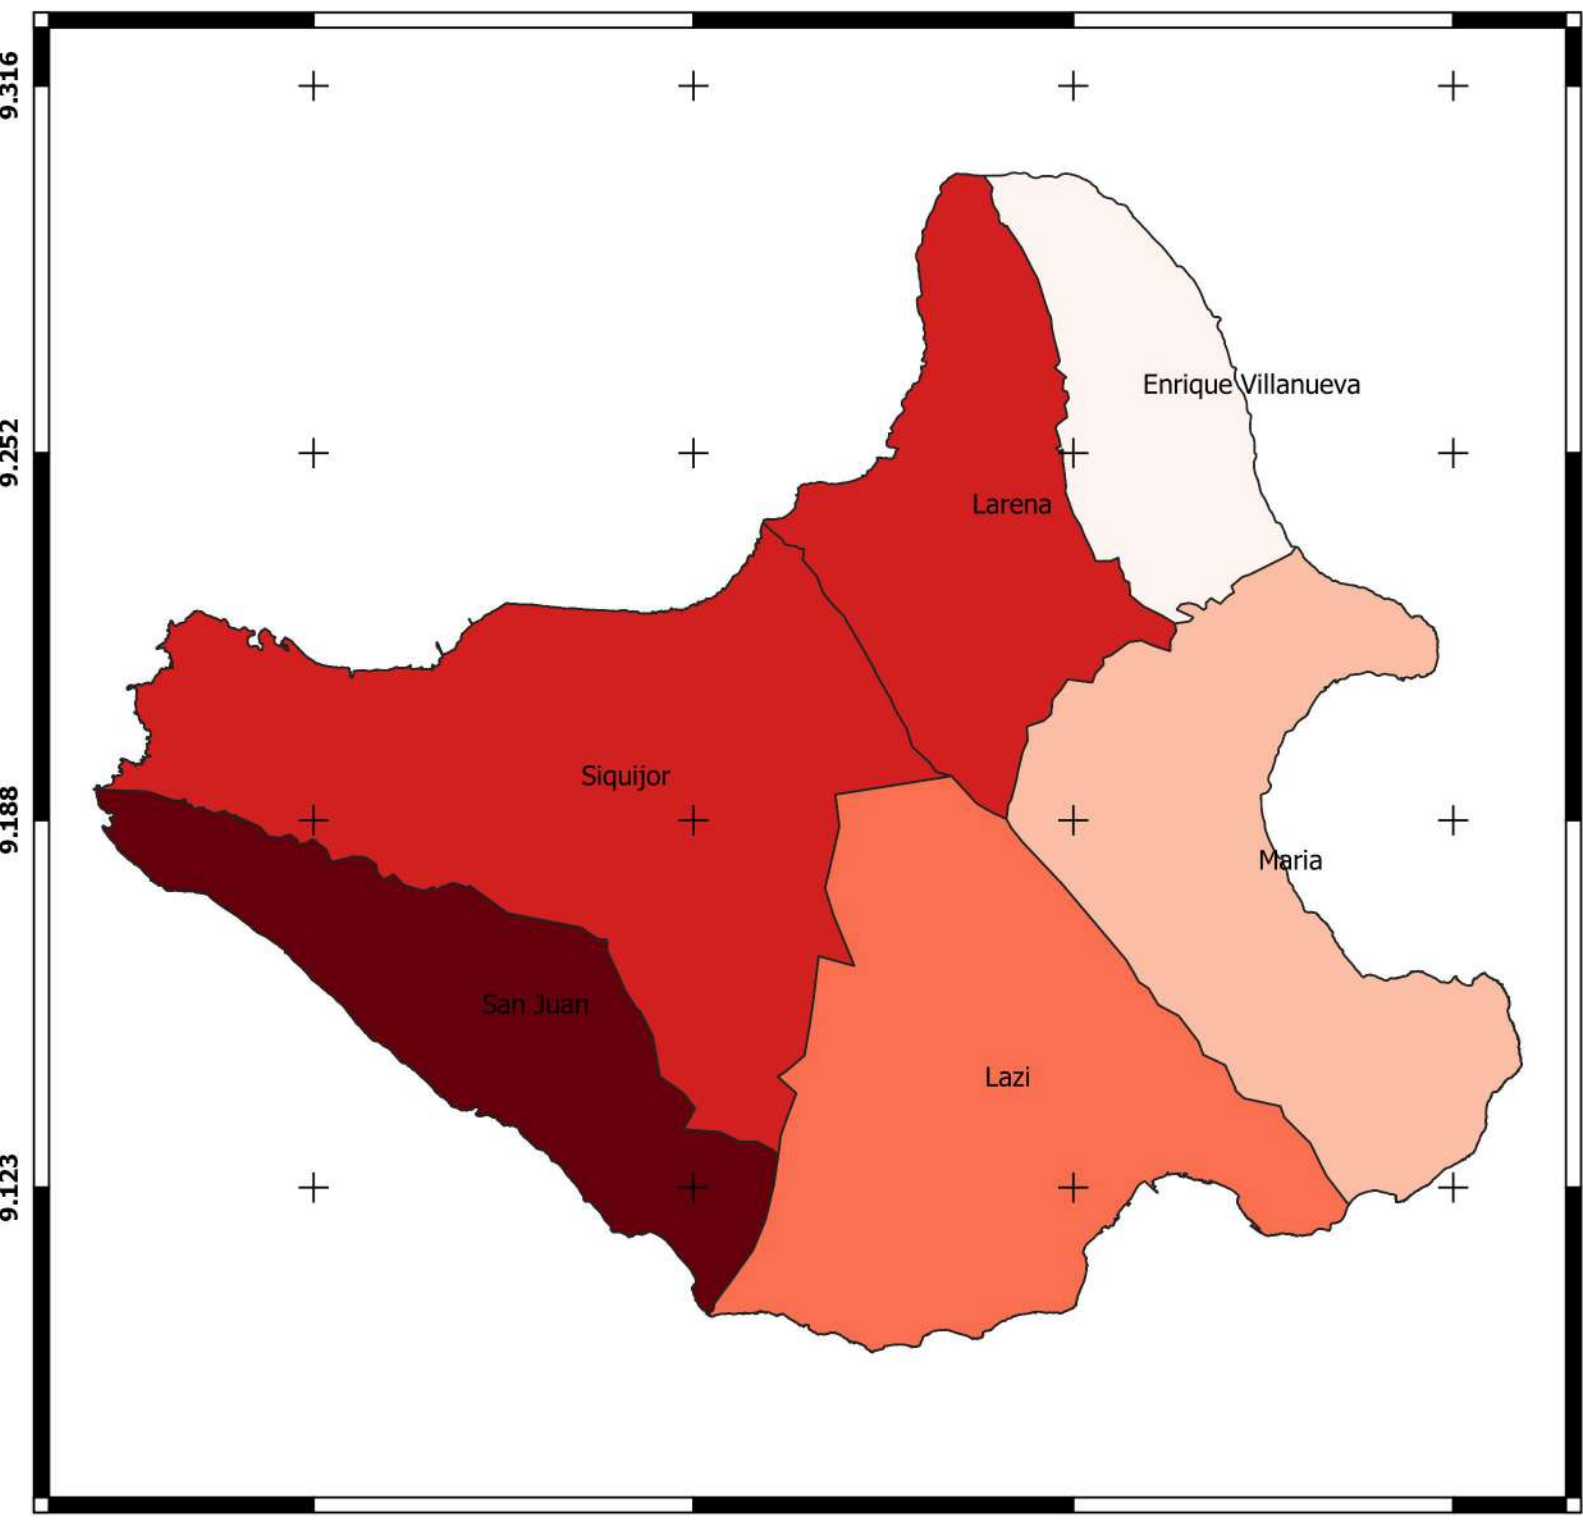 9.316
Enrique Villanueva
9.252
Larena
Siquijor
9.188
Maria
San Juan
Lazi
9.123